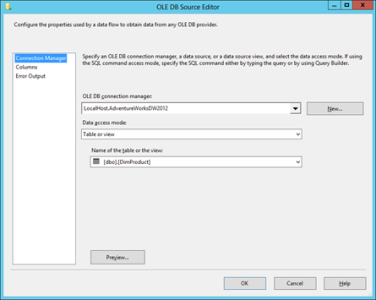 OLE DB Source Editor
Configure the properties used by a data flow to obtain data from any OLE DB provider.
Connection Manager
Columns
Error Output
Specify an OLE DB connection manager, a data source, or a data source view, and select the data access mode. If using
the SQL command access mode, specify the SQL command either by typing the query or by using Query Builder.
OLE DB connection manager:
LocalHost.AdventureWorksDW2012
New...
Data access mode:
Table or view
Name of the table or the view:
[dbo].[DimProduct]
Preview...
OK
Cancel
Help